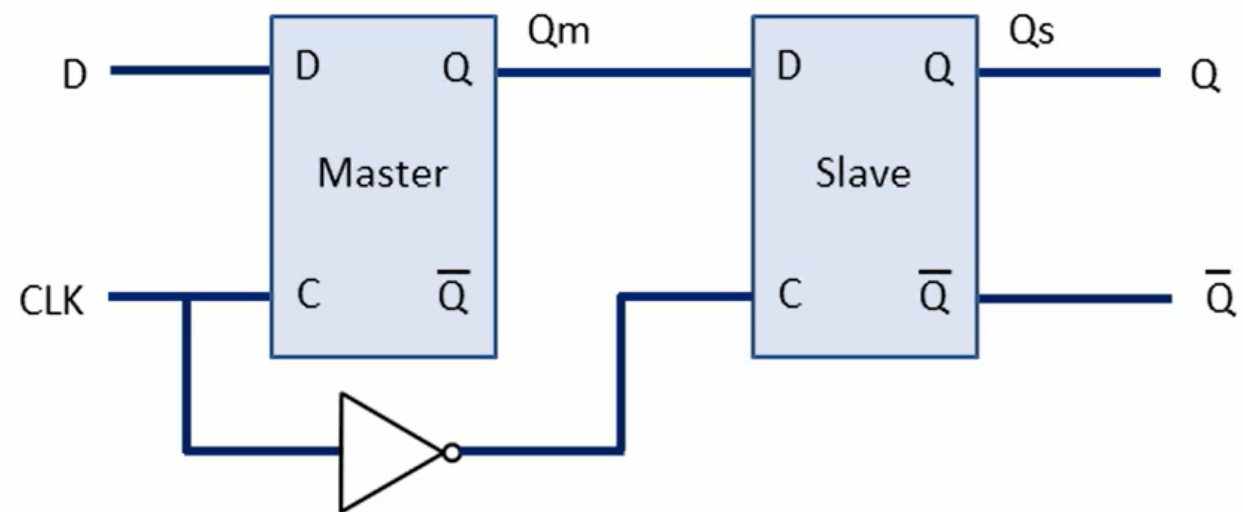 Qm Qs
D D Q D Q Q
Master Slave
CLK C Q̅ C Q̅ Q̅